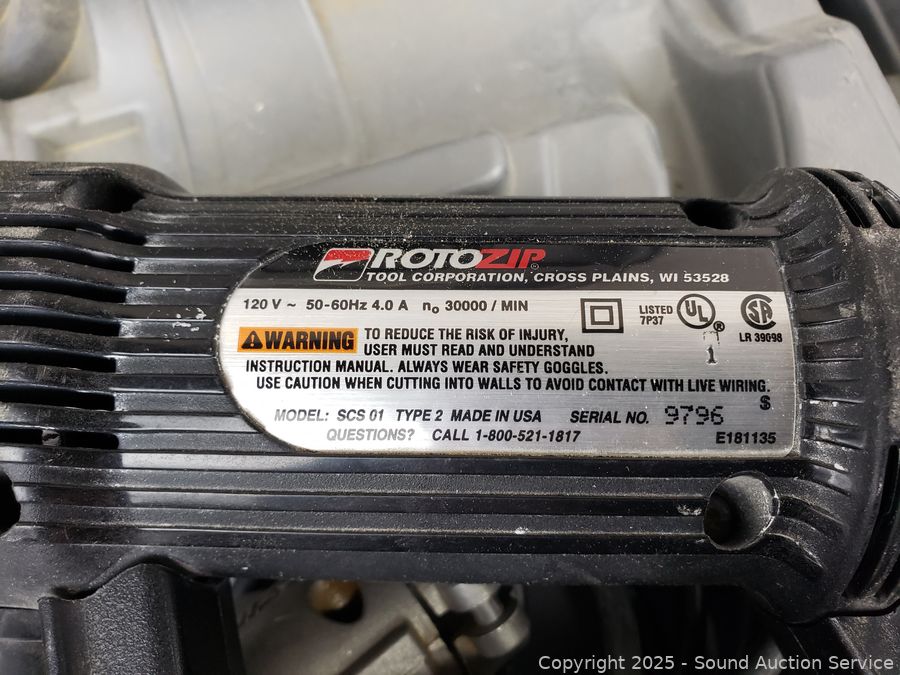 ROTOZIP®
TOOL CORPORATION, CROSS PLAINS, WI 53528
120 V ~ 50-60Hz 4.0 A n₀ 30000 / MIN
LISTED
7P37
UL
®
LR 39098
1
WARNING TO REDUCE THE RISK OF INJURY,
USER MUST READ AND UNDERSTAND
INSTRUCTION MANUAL. ALWAYS WEAR SAFETY GOGGLES.
USE CAUTION WHEN CUTTING INTO WALLS TO AVOID CONTACT WITH LIVE WIRING.
$
MODEL: SCS 01 TYPE 2 MADE IN USA SERIAL NO. 9796
QUESTIONS? CALL 1-800-521-1817 E181135
Copyright © 2025 - Sound Auction Service